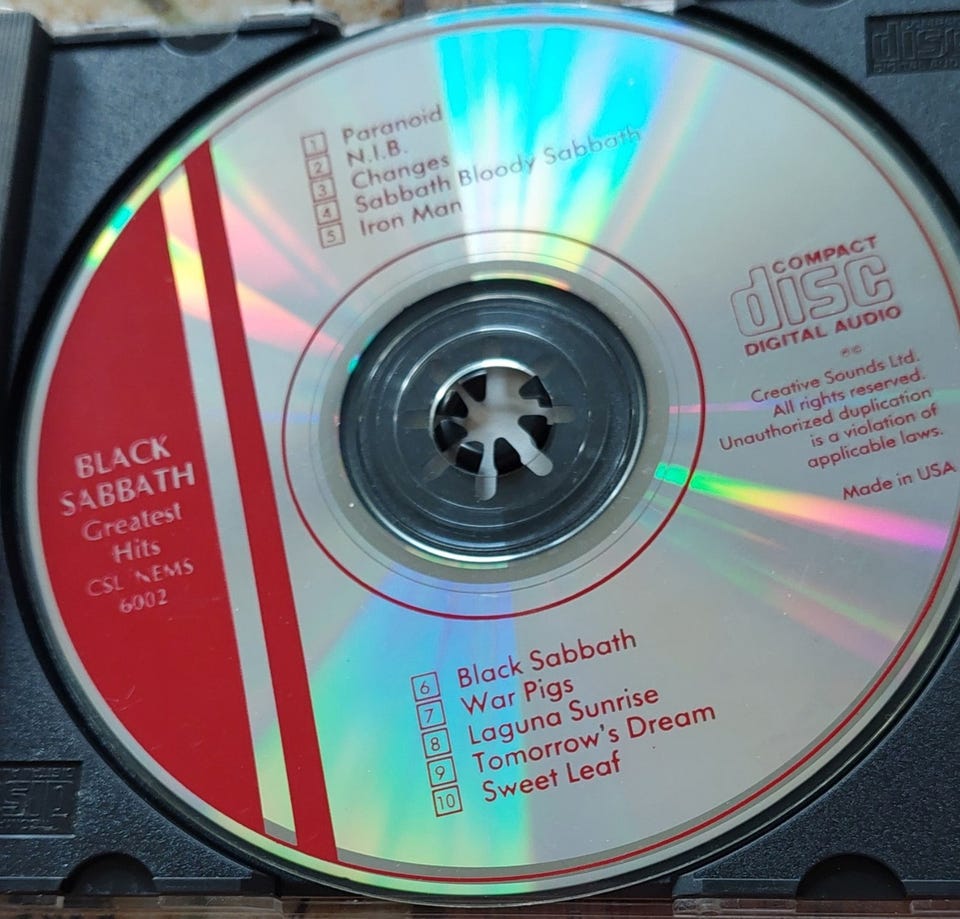 1 Paranoid
2 N.I.B.
3 Changes
4 Sabbath Bloody Sabbath
5 Iron Man
COMPACT
disc
DIGITAL AUDIO
℗©
Creative Sounds Ltd.
All rights reserved.
Unauthorized duplication
is a violation of
applicable laws.
Made in USA
BLACK
SABBATH
Greatest
Hits
CSL NEMS
6002
6 Black Sabbath
7 War Pigs
8 Laguna Sunrise
9 Tomorrow's Dream
10 Sweet Leaf
disc